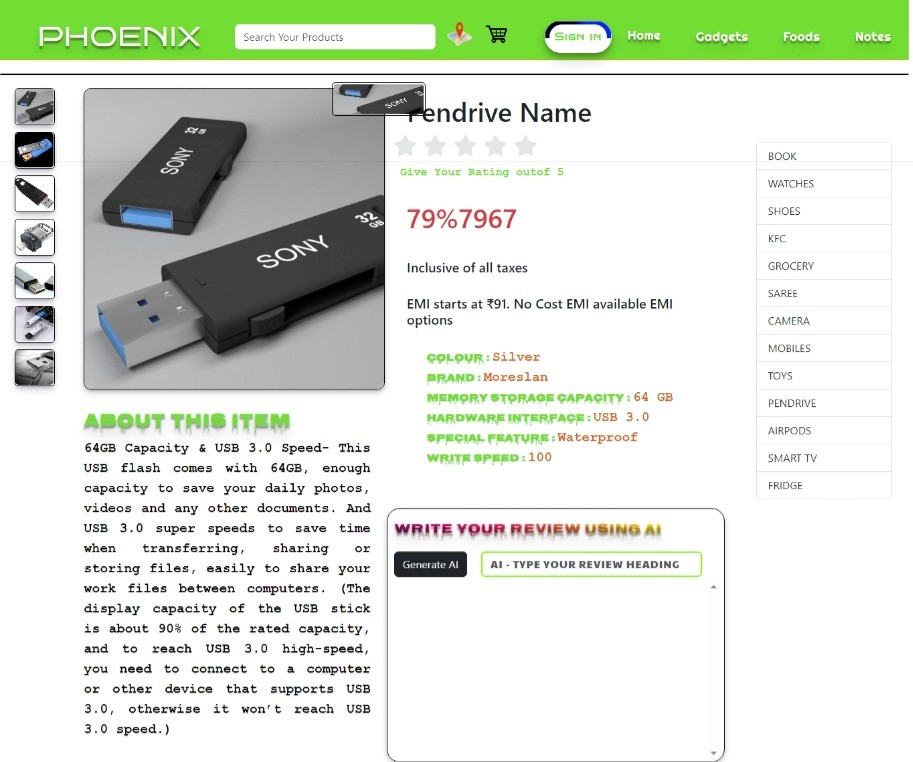 PHOENIX
Search Your Products
SIGN IN
Home
Gadgets
Foods
Notes
SONY
32 GB
SONY
32 GB
SONY
Pendrive Name
Give Your Rating outof 5
79%7967
Inclusive of all taxes
EMI starts at ₹91. No Cost EMI available EMI
options
COLOUR:Silver
BRAND:Moreslan
MEMORY STORAGE CAPACITY:64 GB
HARDWARE INTERFACE:USB 3.0
SPECIAL FEATURE:Waterproof
WRITE SPEED:100
BOOK
WATCHES
SHOES
KFC
GROCERY
SAREE
CAMERA
MOBILES
TOYS
PENDRIVE
AIRPODS
SMART TV
FRIDGE
ABOUT THIS ITEM
64GB Capacity & USB 3.0 Speed- This
USB flash comes with 64GB, enough
capacity to save your daily photos,
videos and any other documents. And
USB 3.0 super speeds to save time
when transferring, sharing or
storing files, easily to share your
work files between computers. (The
display capacity of the USB stick
is about 90% of the rated capacity,
and to reach USB 3.0 high-speed,
you need to connect to a computer
or other device that supports USB
3.0, otherwise it won't reach USB
3.0 speed.)
WRITE YOUR REVIEW USING AI
Generate AI
AI - TYPE YOUR REVIEW HEADING